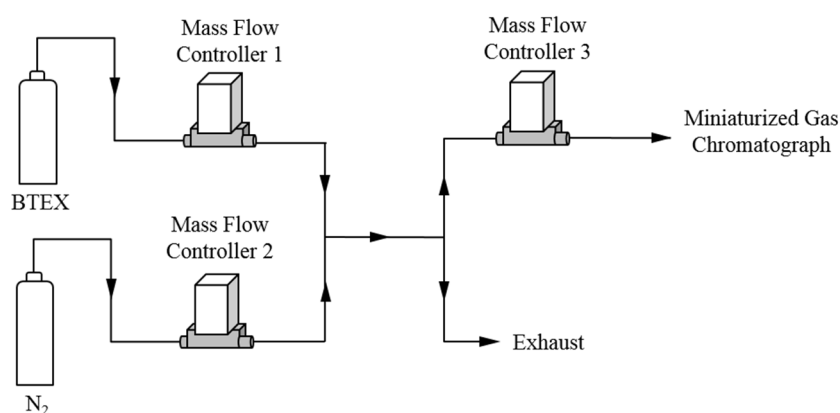 Mass Flow
Controller 1
Mass Flow
Controller 3
Miniaturized Gas
Chromatograph
BTEX
Mass Flow
Controller 2
Exhaust
N₂